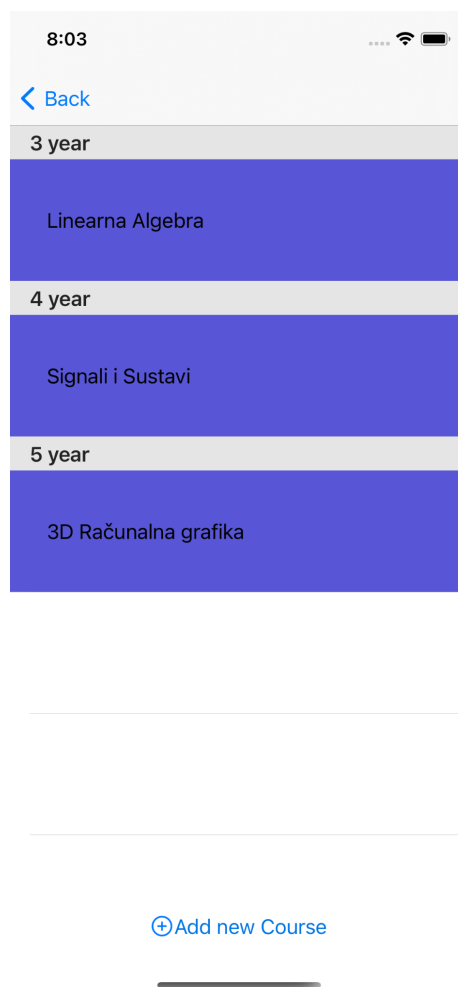 8:03
Back
3 year
Linearna Algebra
4 year
Signali i Sustavi
5 year
3D Računalna grafika
Add new Course